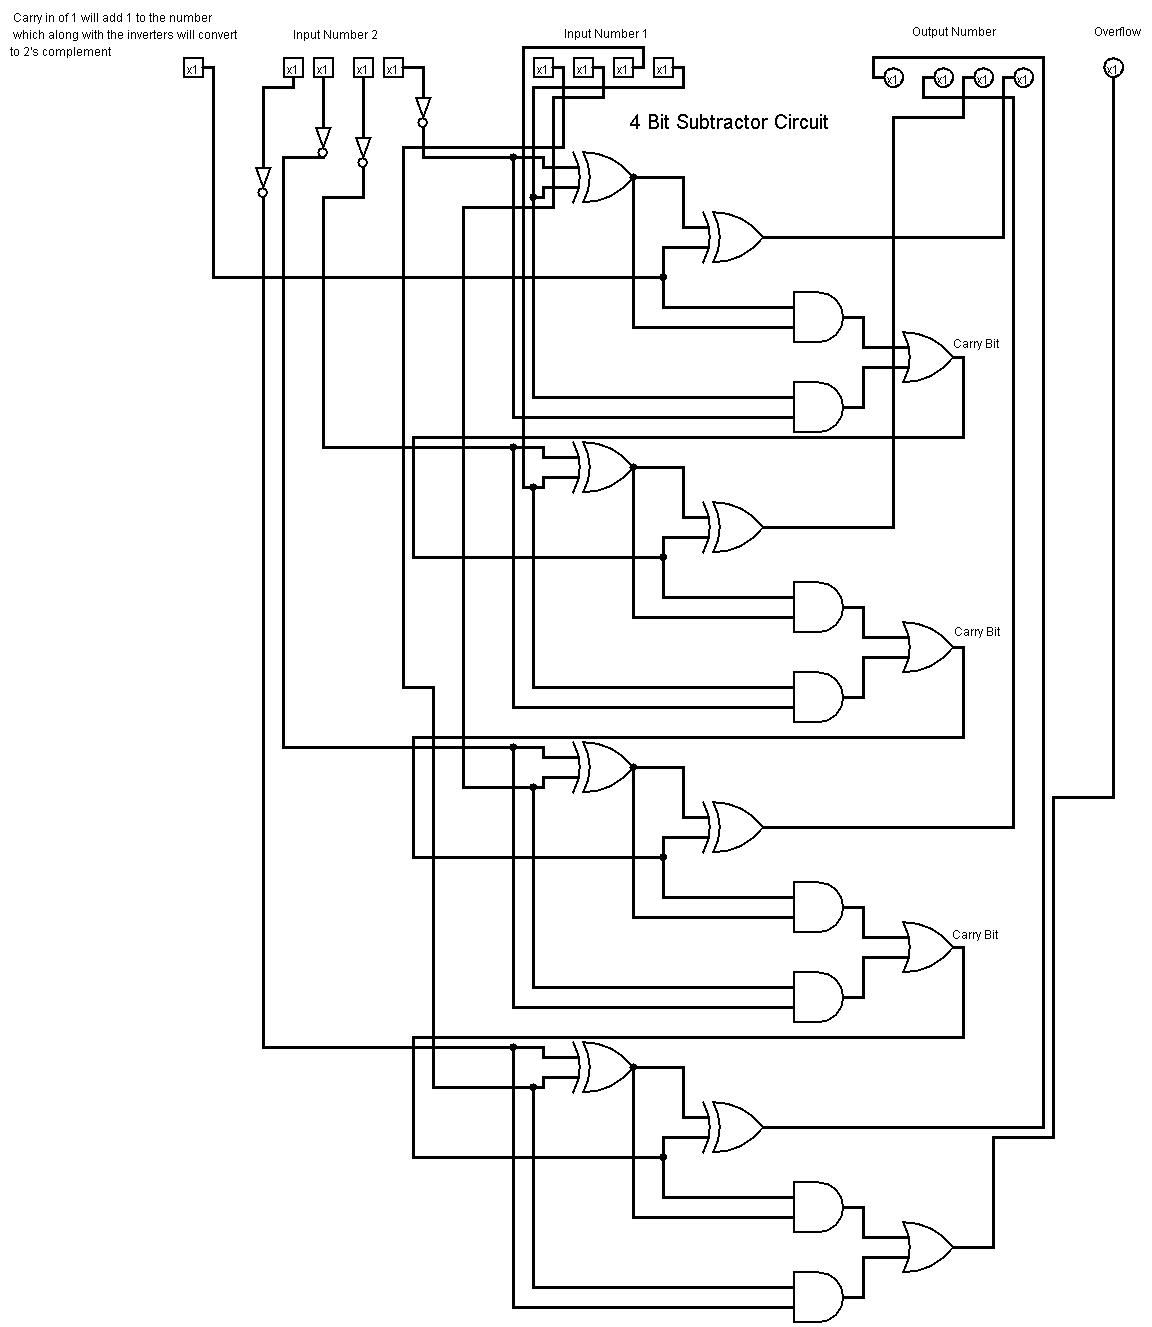 Carry in of 1 will add 1 to the number
which along with the inverters will convert
to 2's complement
Input Number 2
Input Number 1
Output Number
Overflow
x1
x1
x1
x1
x1
x1
x1
x1
x1
x1
x1
x1
x1
x1
4 Bit Subtractor Circuit
Carry Bit
Carry Bit
Carry Bit